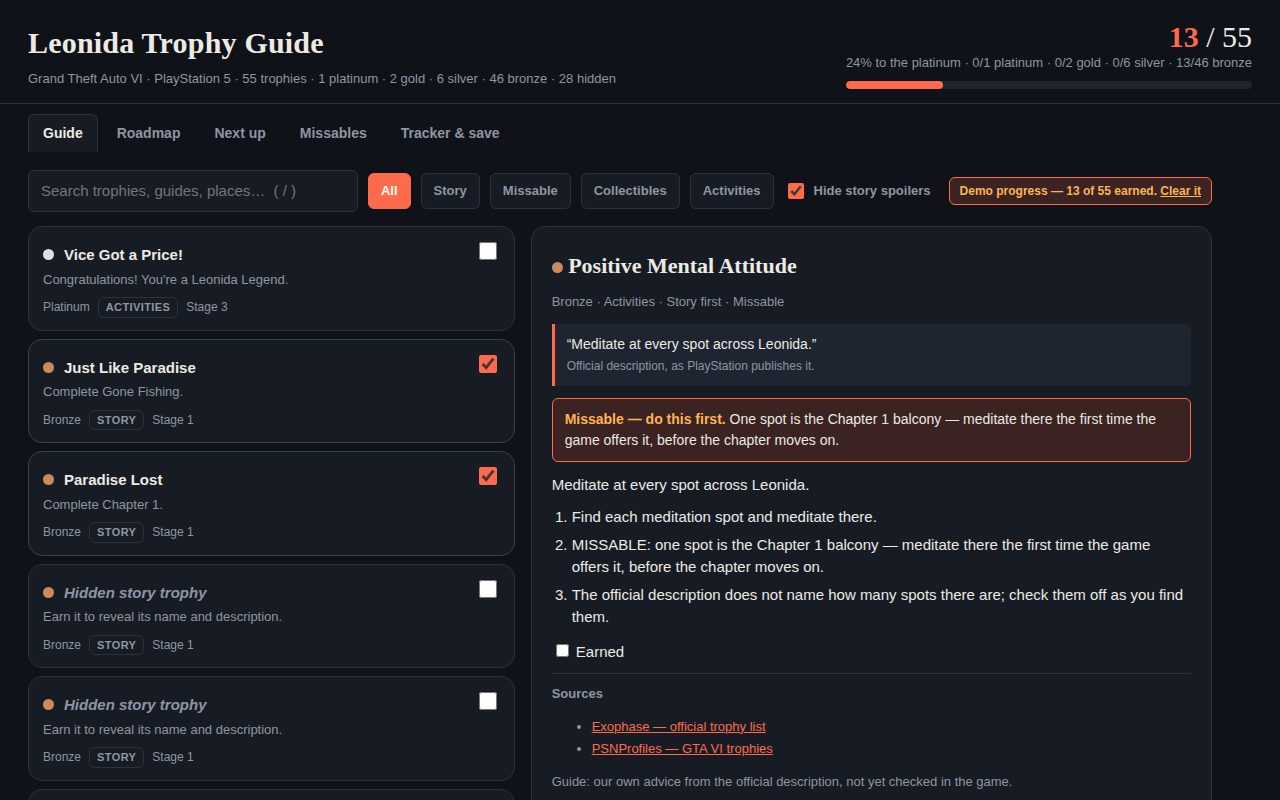 Leonida Trophy Guide
Grand Theft Auto VI · PlayStation 5 · 55 trophies · 1 platinum · 2 gold · 6 silver · 46 bronze · 28 hidden
13 / 55
24% to the platinum · 0/1 platinum · 0/2 gold · 0/6 silver · 13/46 bronze
Guide Roadmap Next up Missables Tracker & save
Search trophies, guides, places… ( / ) All Story Missable Collectibles Activities Hide story spoilers Demo progress — 13 of 55 earned. Clear it
Vice Got a Price!
Congratulations! You're a Leonida Legend.
Platinum ACTIVITIES Stage 3
Just Like Paradise
Complete Gone Fishing.
Bronze STORY Stage 1
Paradise Lost
Complete Chapter 1.
Bronze STORY Stage 1
Hidden story trophy
Earn it to reveal its name and description.
Bronze STORY Stage 1
Hidden story trophy
Earn it to reveal its name and description.
Bronze STORY Stage 1
Positive Mental Attitude
Bronze · Activities · Story first · Missable
“Meditate at every spot across Leonida.”
Official description, as PlayStation publishes it.
Missable — do this first. One spot is the Chapter 1 balcony — meditate there the first time the
game offers it, before the chapter moves on.
Meditate at every spot across Leonida.
1. Find each meditation spot and meditate there.
2. MISSABLE: one spot is the Chapter 1 balcony — meditate there the first time the game
offers it, before the chapter moves on.
3. The official description does not name how many spots there are; check them off as you find
them.
Earned
Sources
• Exophase — official trophy list
• PSNProfiles — GTA VI trophies
Guide: our own advice from the official description, not yet checked in the game.